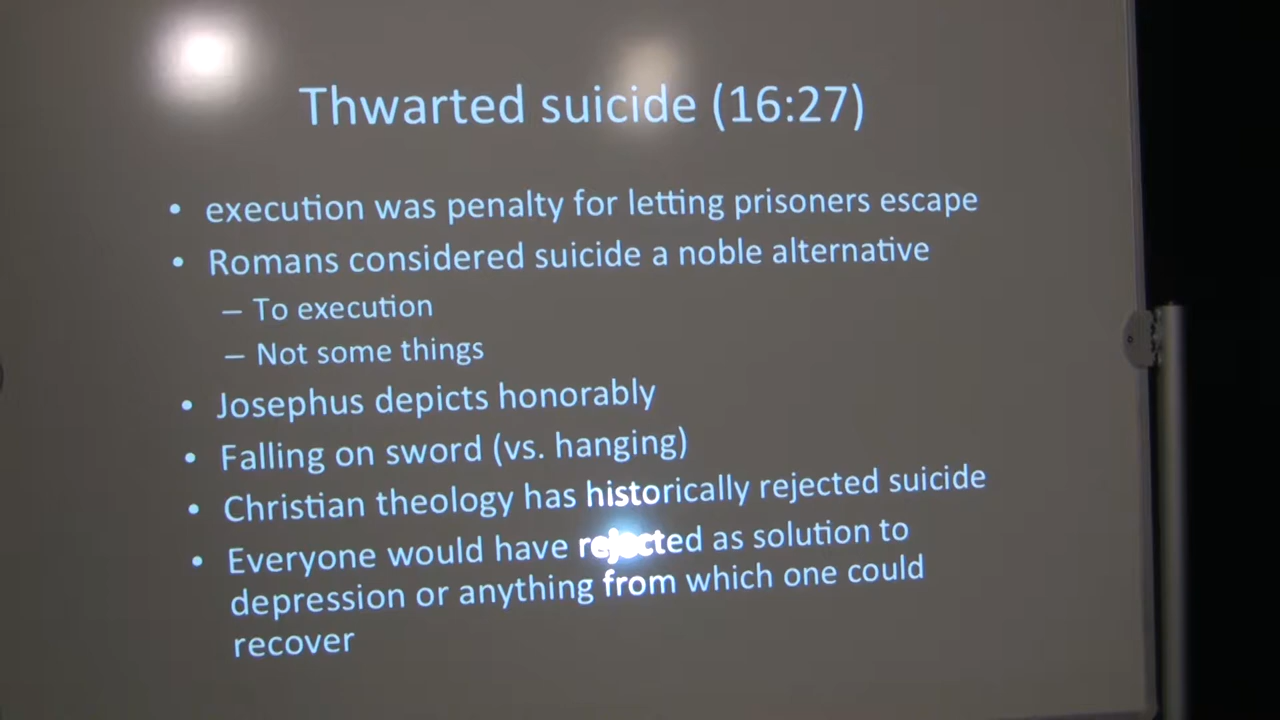 Thwarted suicide (16:27)
• execution was penalty for letting prisoners escape
• Romans considered suicide a noble alternative
– To execution
– Not some things
• Josephus depicts honorably
• Falling on sword (vs. hanging)
• Christian theology has historically rejected suicide
• Everyone would have rejected as solution to
depression or anything from which one could
recover